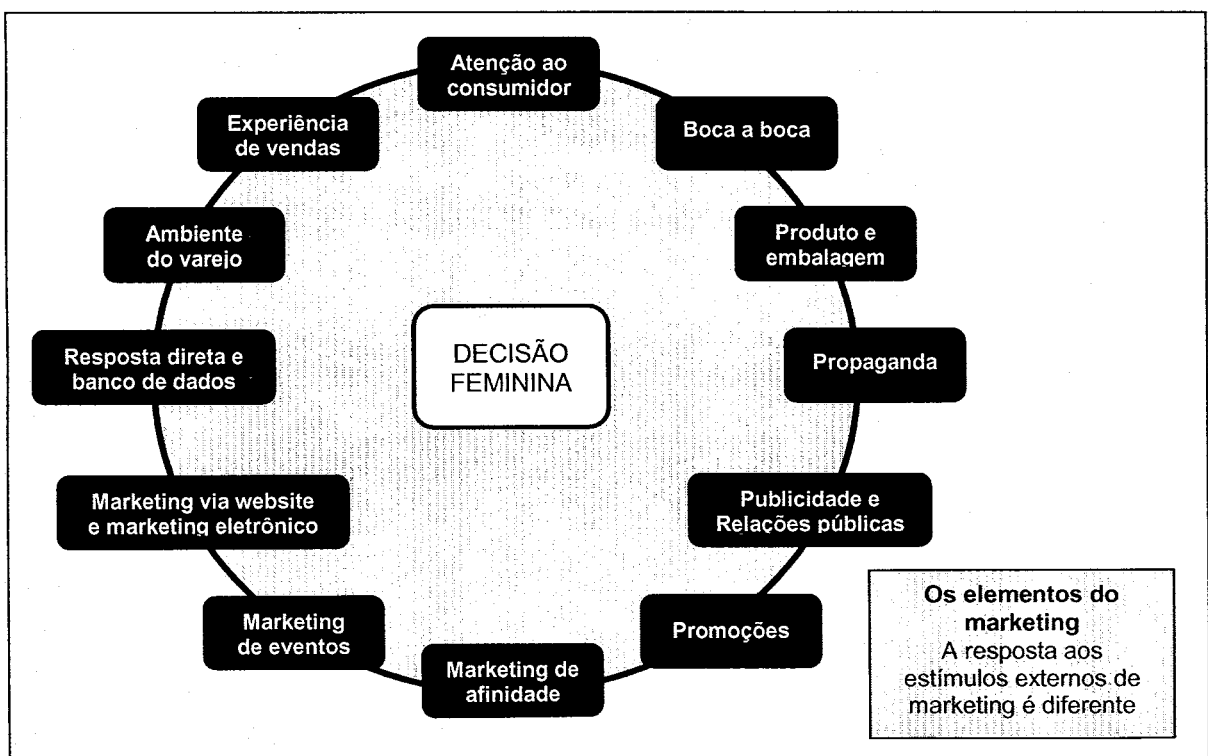 Atenção ao
consumidor
Boca a boca
Produto e
embalagem
Propaganda
Publicidade e
Relações públicas
Promoções
Marketing de
afinidade
Marketing
de eventos
Marketing via website
e marketing eletrônico
Resposta direta e
banco de dados
Ambiente
do varejo
Experiência
de vendas
DECISÃO
FEMININA
Os elementos do
marketing
A resposta aos
estímulos externos de
marketing é diferente